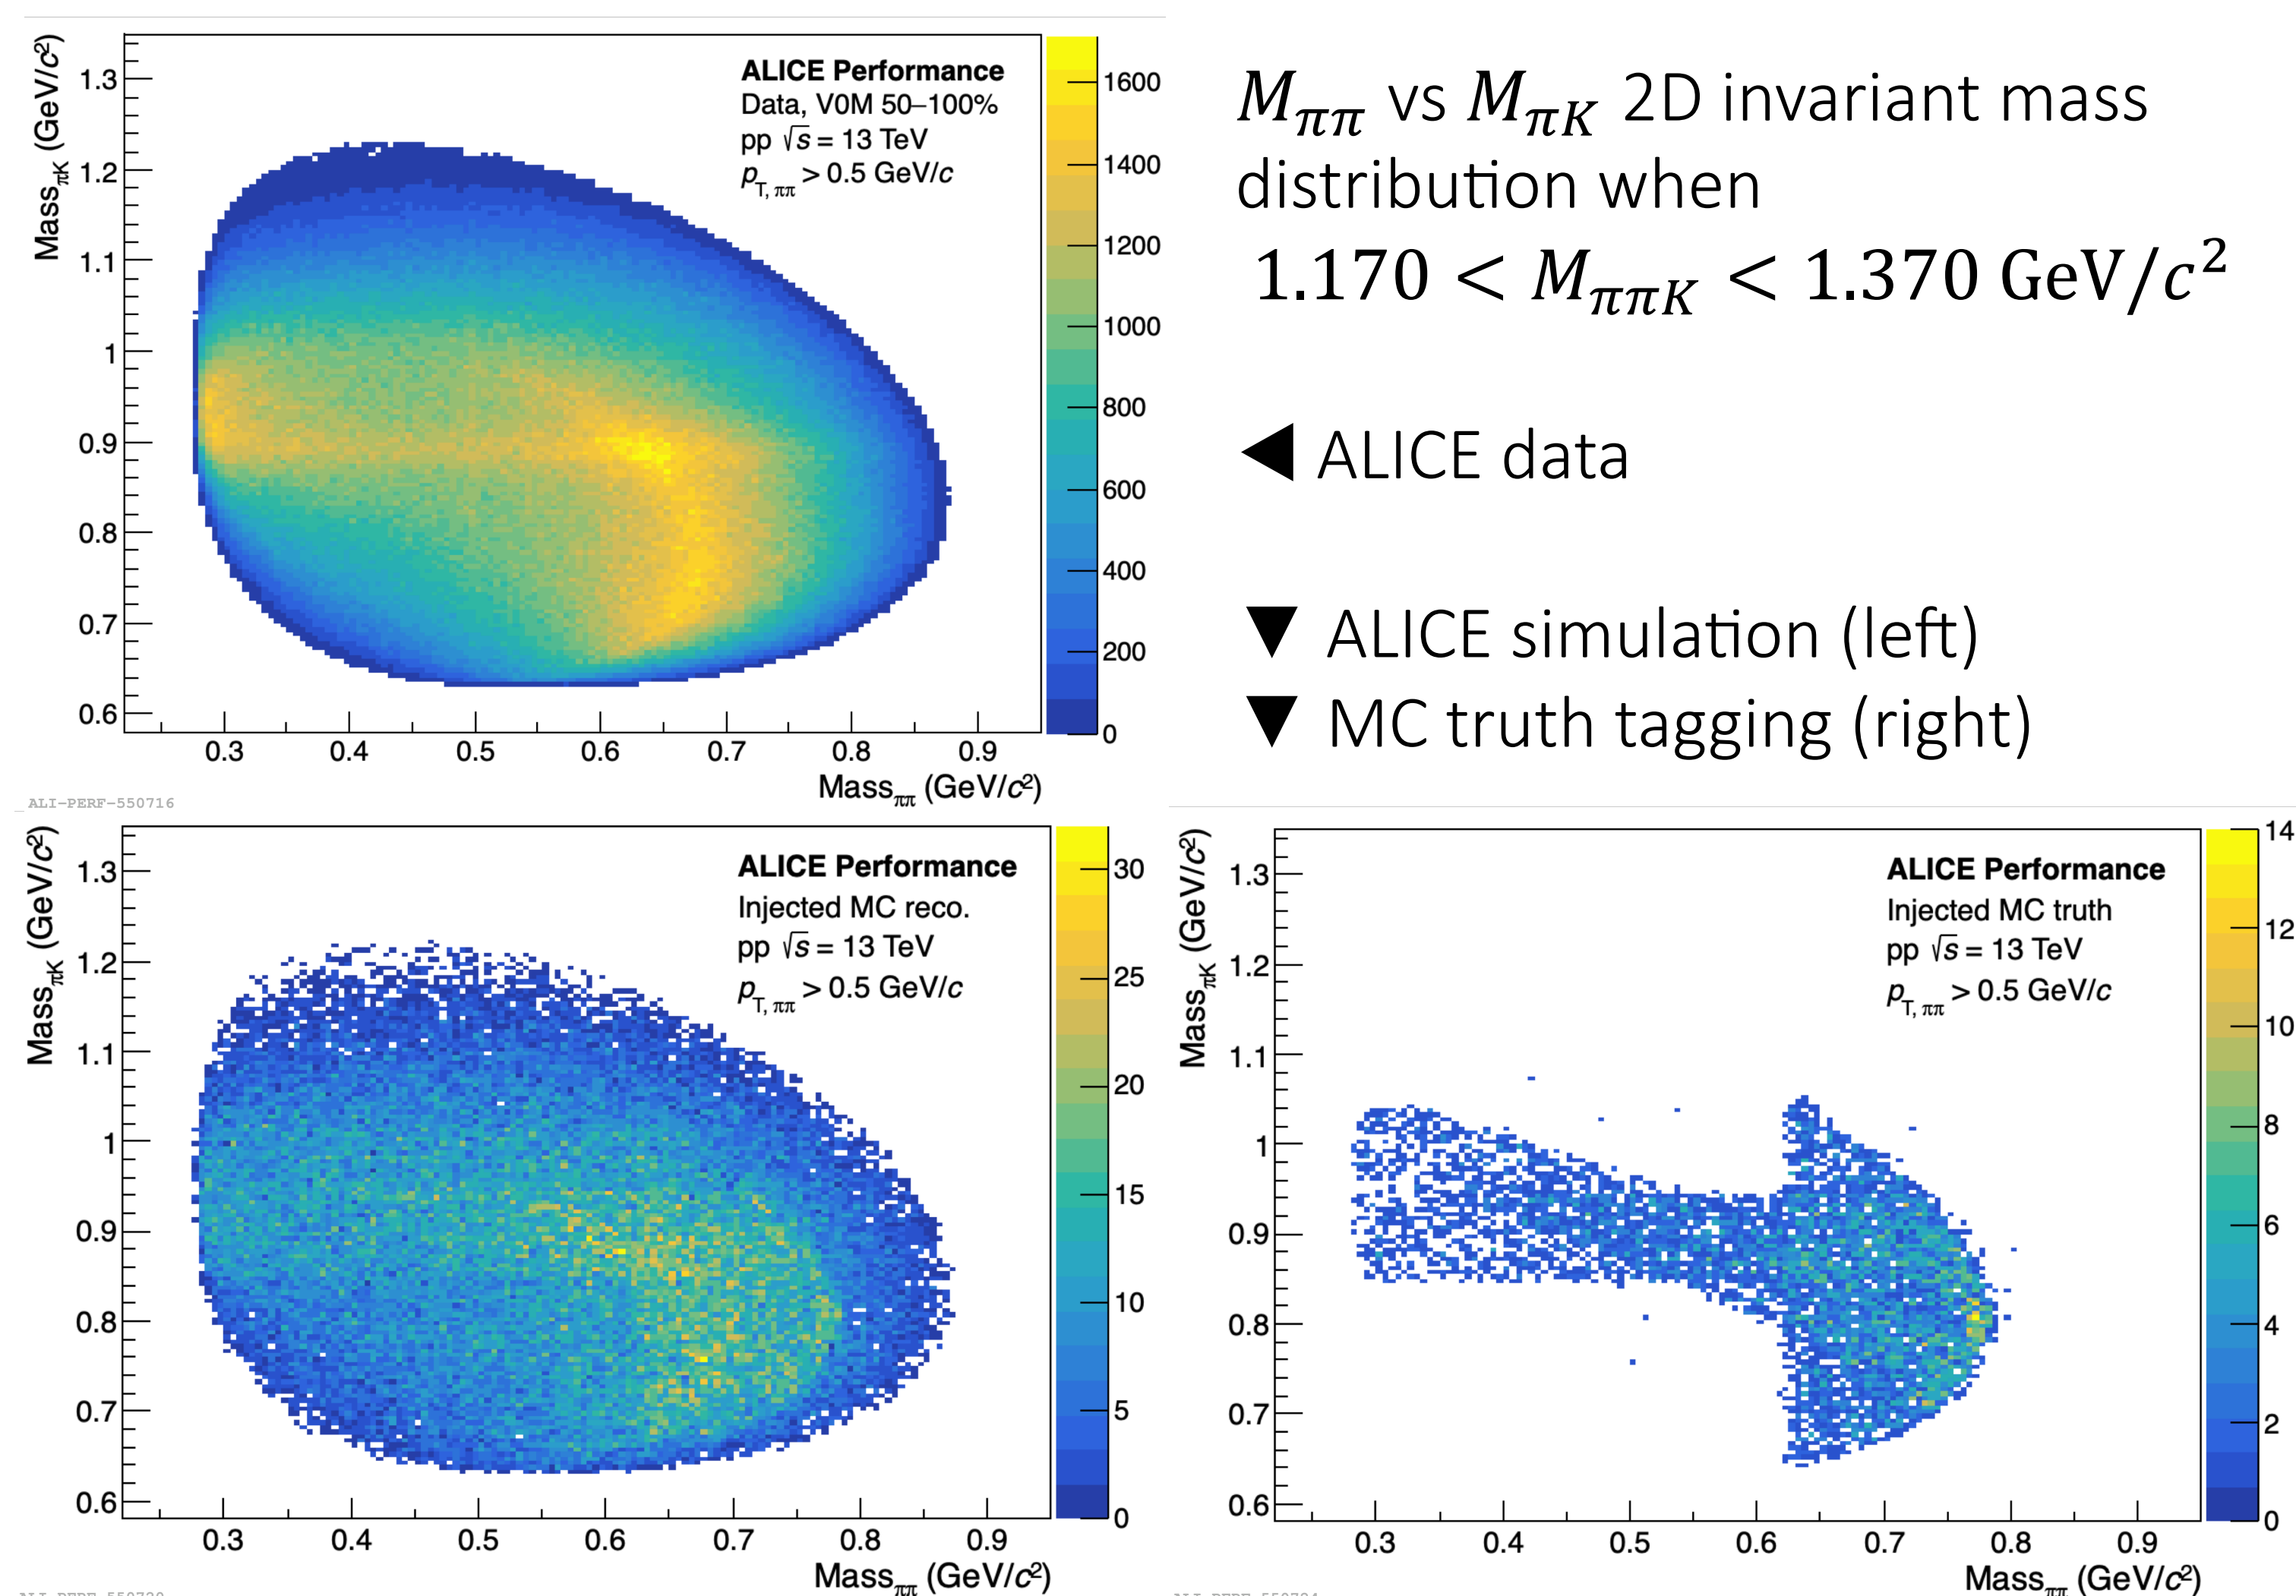 Mass_πK (GeV/c²)
1.3
1.2
1.1
1
0.9
0.8
0.7
0.6
ALICE Performance
Data, V0M 50–100%
pp √s = 13 TeV
p_T, ππ > 0.5 GeV/c
1600
1400
1200
1000
800
600
400
200
0
0.3 0.4 0.5 0.6 0.7 0.8 0.9
Mass_ππ (GeV/c²)
ALI-PERF-550716
M_ππ vs M_πK 2D invariant mass
distribution when
1.170 < M_ππK < 1.370 GeV/c²
◀ ALICE data
▼ ALICE simulation (left)
▼ MC truth tagging (right)
Mass_πK (GeV/c²)
1.3
1.2
1.1
1
0.9
0.8
0.7
0.6
ALICE Performance
Injected MC reco.
pp √s = 13 TeV
p_T, ππ > 0.5 GeV/c
30
25
20
15
10
5
0
0.3 0.4 0.5 0.6 0.7 0.8 0.9
Mass_ππ (GeV/c²)
Mass_πK (GeV/c²)
1.3
1.2
1.1
1
0.9
0.8
0.7
0.6
ALICE Performance
Injected MC truth
pp √s = 13 TeV
p_T, ππ > 0.5 GeV/c
14
12
10
8
6
4
2
0
0.3 0.4 0.5 0.6 0.7 0.8 0.9
Mass_ππ (GeV/c²)